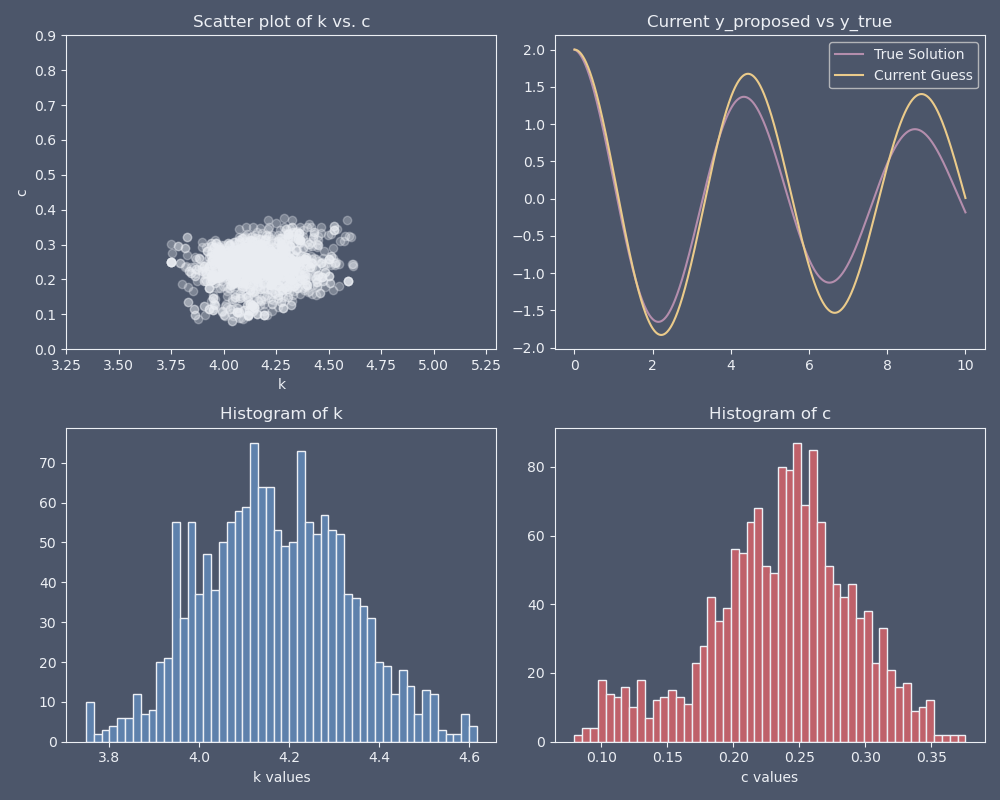 Scatter plot of k vs. c
0.9
0.8
0.7
0.6
0.5
0.4
0.3
0.2
0.1
0.0
c
3.25 3.50 3.75 4.00 4.25 4.50 4.75 5.00 5.25
k
Current y_proposed vs y_true
True Solution
Current Guess
2.0
1.5
1.0
0.5
0.0
−0.5
−1.0
−1.5
−2.0
0 2 4 6 8 10
Histogram of k
70
60
50
40
30
20
10
0
3.8 4.0 4.2 4.4 4.6
k values
Histogram of c
80
60
40
20
0
0.10 0.15 0.20 0.25 0.30 0.35
c values